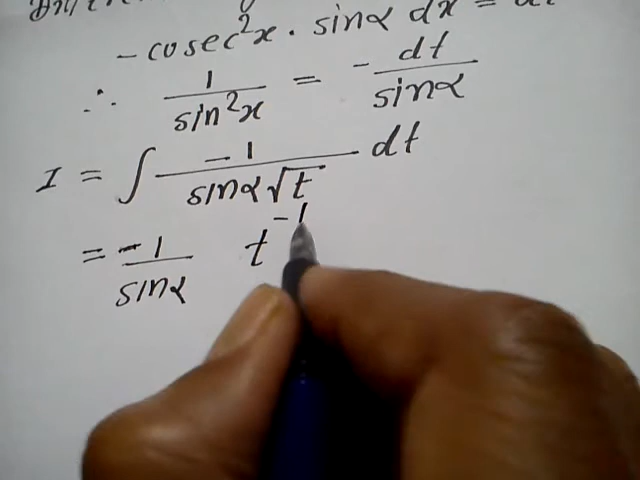 -cosec²x . sinα dx = dt
∴ 1/sin²x = - dt/sinα
I = ∫ -1/(sinα√t) dt
= -1/sinα t⁻¹